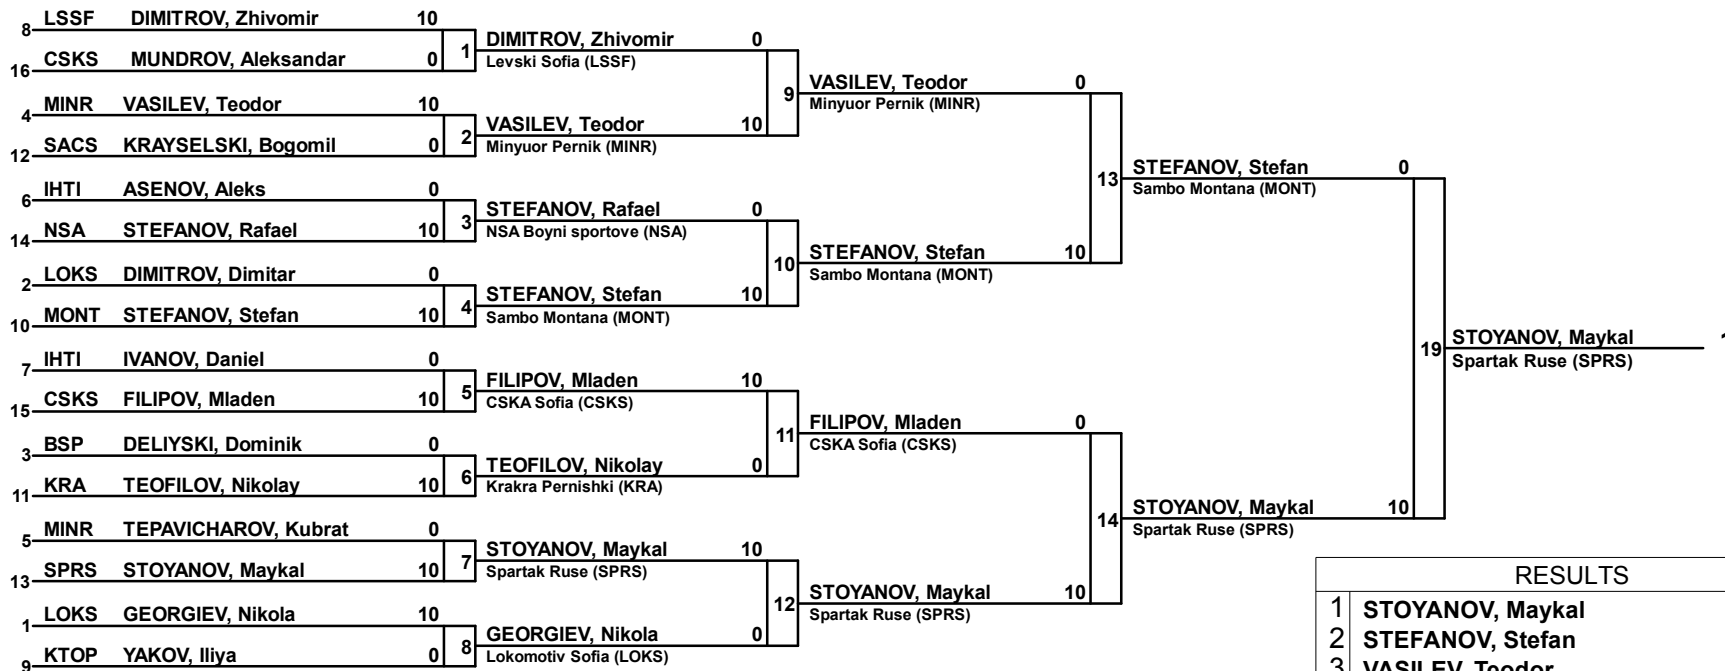 8 LSSF DIMITROV, Zhivomir 10
16 CSKS MUNDROV, Aleksandar 0
1
DIMITROV, Zhivomir 0
Levski Sofia (LSSF)
4 MINR VASILEV, Teodor 10
12 SACS KRAYSELSKI, Bogomil 0
2
VASILEV, Teodor 10
Minyuor Pernik (MINR)
9
VASILEV, Teodor 0
Minyuor Pernik (MINR)
6 IHTI ASENOV, Aleks 0
14 NSA STEFANOV, Rafael 10
3
STEFANOV, Rafael 0
NSA Boyni sportove (NSA)
2 LOKS DIMITROV, Dimitar 0
10 MONT STEFANOV, Stefan 10
4
STEFANOV, Stefan 10
Sambo Montana (MONT)
10
STEFANOV, Stefan 10
Sambo Montana (MONT)
13
STEFANOV, Stefan 0
Sambo Montana (MONT)
7 IHTI IVANOV, Daniel 0
15 CSKS FILIPOV, Mladen 10
5
FILIPOV, Mladen 10
CSKA Sofia (CSKS)
3 BSP DELIYSKI, Dominik 0
11 KRA TEOFILOV, Nikolay 10
6
TEOFILOV, Nikolay 0
Krakra Pernishki (KRA)
11
FILIPOV, Mladen 0
CSKA Sofia (CSKS)
5 MINR TEPAVICHAROV, Kubrat 0
13 SPRS STOYANOV, Maykal 10
7
STOYANOV, Maykal 10
Spartak Ruse (SPRS)
1 LOKS GEORGIEV, Nikola 10
9 KTOP YAKOV, Iliya 0
8
GEORGIEV, Nikola 0
Lokomotiv Sofia (LOKS)
12
STOYANOV, Maykal 10
Spartak Ruse (SPRS)
14
STOYANOV, Maykal 10
Spartak Ruse (SPRS)
19
STOYANOV, Maykal
Spartak Ruse (SPRS)
RESULTS
1 STOYANOV, Maykal
2 STEFANOV, Stefan
3 VASILEV, Teodor